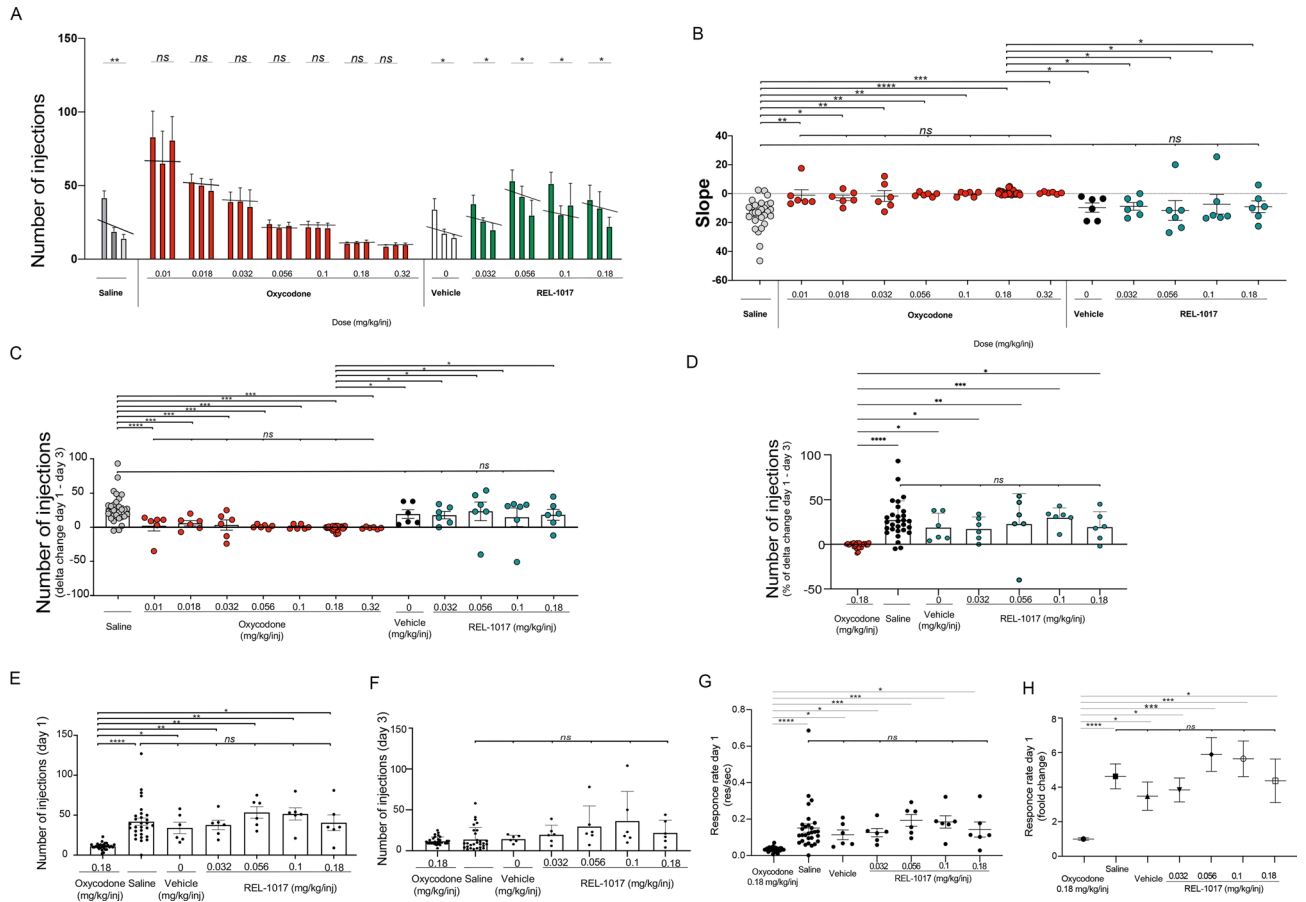 A
Number of injections
150
100
50
0
** ns ns ns ns ns ns ns * * * * *
0.01 0.018 0.032 0.056 0.1 0.18 0.32 0 0.032 0.056 0.1 0.18
Saline Oxycodone Vehicle REL-1017
Dose (mg/kg/inj)
B
*
*
*
*
*
***
****
**
**
**
*
**
ns
ns
Slope
40
20
0
20
40
-60
0.01 0.018 0.032 0.056 0.1 0.18 0.32 0 0.032 0.056 0.1 0.18
Saline Oxycodone Vehicle REL-1017
Dose (mg/kg/inj)
C
*
*
*
*
*
***
***
***
***
***
***
****
ns
ns
Number of injections
(delta change day 1 - day 3)
100
50
0
-50
-100
0.01 0.018 0.032 0.056 0.1 0.18 0.32 0 0.032 0.056 0.1 0.18
Saline Oxycodone Vehicle REL-1017 (mg/kg/inj)
(mg/kg/inj) (mg/kg/inj)
D
*
***
**
*
*
****
ns
Number of injections
(% of delta change day 1 - day 3)
100
50
0
-50
0.18 0 0.032 0.056 0.1 0.18
Oxycodone Saline Vehicle REL-1017 (mg/kg/inj)
(mg/kg/inj) (mg/kg/inj)
E
*
**
**
**
*
****
ns
Number of injections (day 1)
150
100
50
0
0.18 0 0.032 0.056 0.1 0.18
Oxycodone Saline Vehicle REL-1017 (mg/kg/inj)
(mg/kg/inj) (mg/kg/inj)
F
ns
Number of injections (day 3)
150
100
50
0
0.18 0 0.032 0.056 0.1 0.18
Oxycodone Saline Vehicle REL-1017 (mg/kg/inj)
(mg/kg/inj) (mg/kg/inj)
G
*
***
***
*
*
****
ns
Responce rate day 1
(res/sec)
0.8
0.6
0.4
0.2
0.0
0.032 0.056 0.1 0.18
Oxycodone Saline Vehicle REL-1017 (mg/kg/inj)
0.18 mg/kg/inj
H
*
***
***
*
*
****
ns
Responce rate day 1
(foold change)
8
6
4
2
0
0.032 0.056 0.1 0.18
Oxycodone Saline Vehicle REL-1017 (mg/kg/inj)
0.18 mg/kg/inj